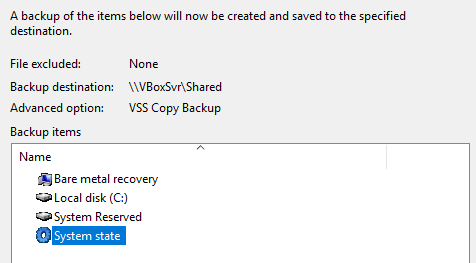 A backup of the items below will now be created and saved to the specified
destination.
File excluded: None
Backup destination: \\VBoxSvr\Shared
Advanced option: VSS Copy Backup
Backup items
Name
Bare metal recovery
Local disk (C:)
System Reserved
System state